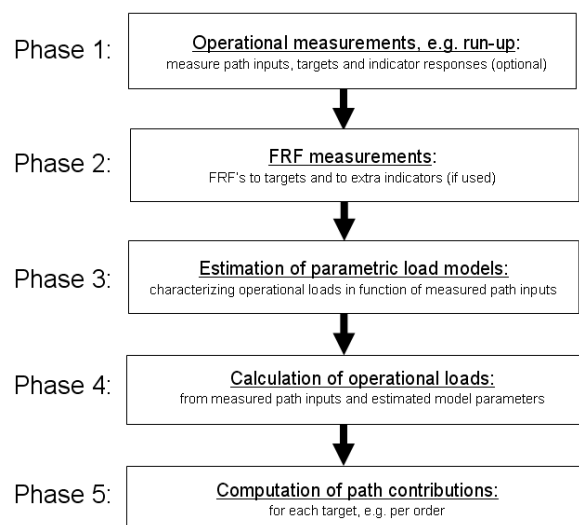 Phase 1:
Operational measurements, e.g. run-up:
measure path inputs, targets and indicator responses (optional)
Phase 2:
FRF measurements:
FRF's to targets and to extra indicators (if used)
Phase 3:
Estimation of parametric load models:
characterizing operational loads in function of measured path inputs
Phase 4:
Calculation of operational loads:
from measured path inputs and estimated model parameters
Phase 5:
Computation of path contributions:
for each target, e.g. per order